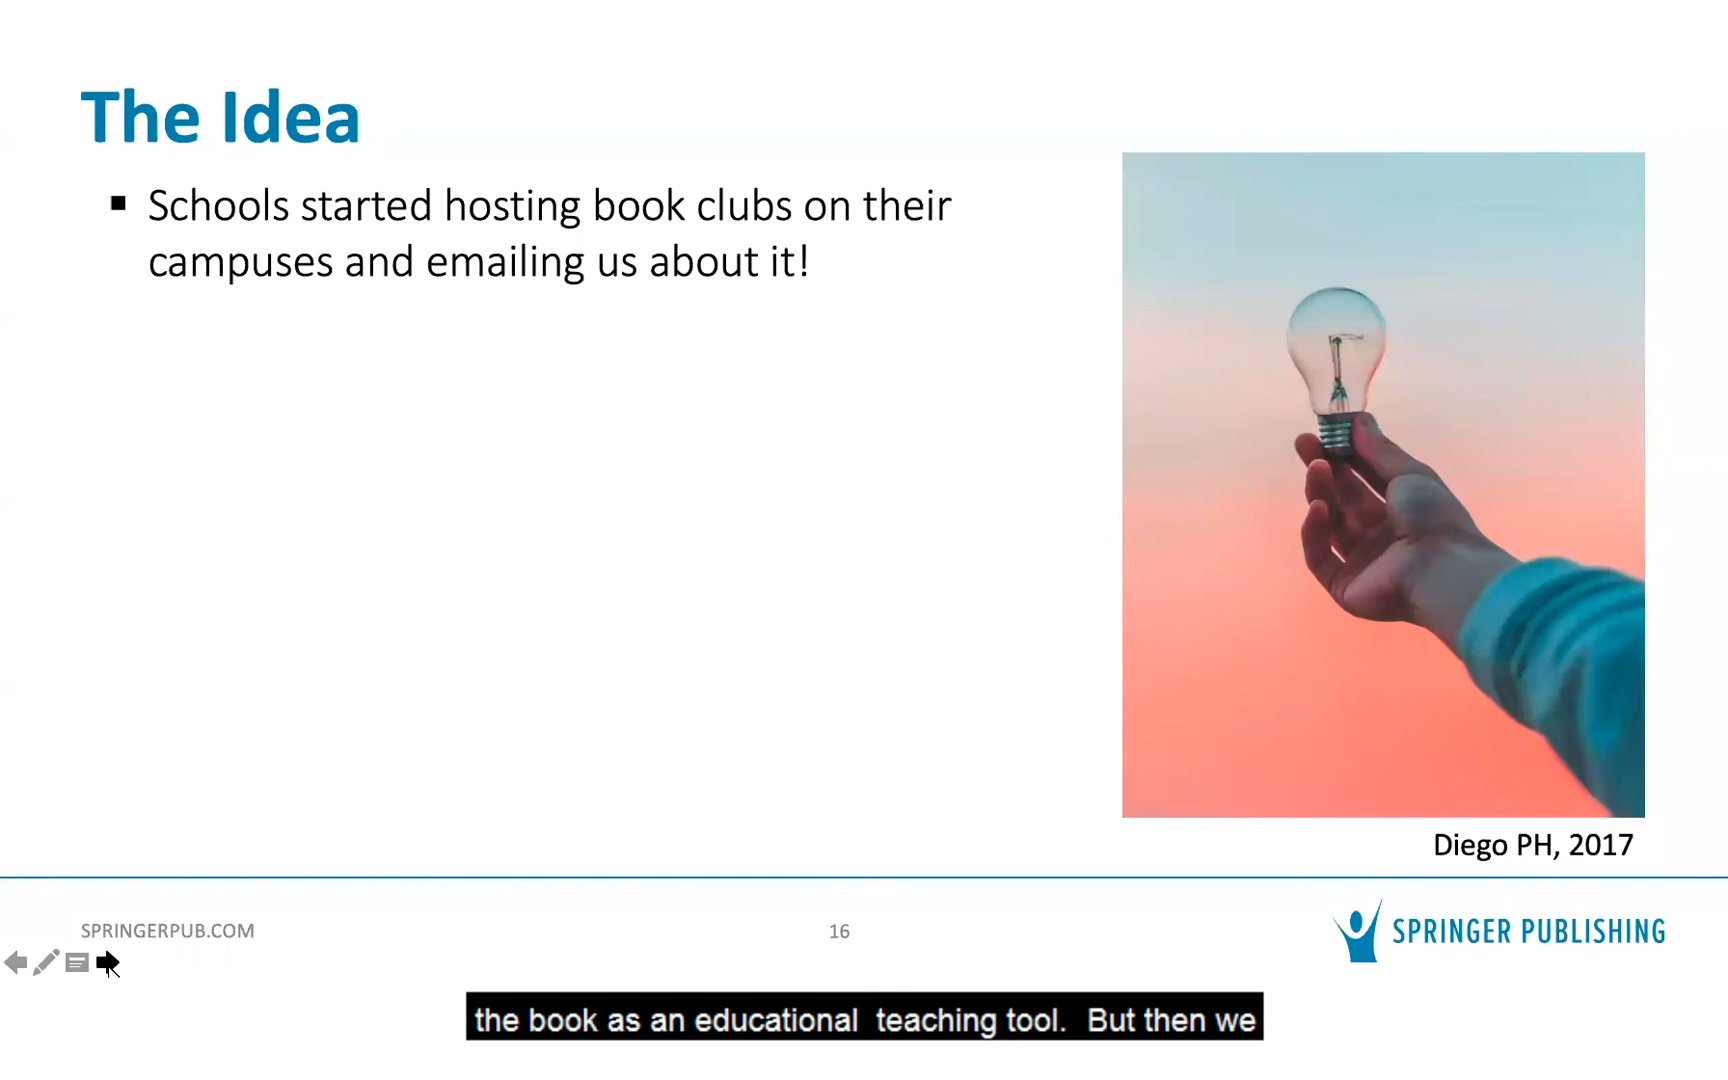 The Idea
Schools started hosting book clubs on their
campuses and emailing us about it!
Diego PH, 2017
SPRINGERPUB.COM
16
SPRINGER PUBLISHING
the book as an educational teaching tool. But then we